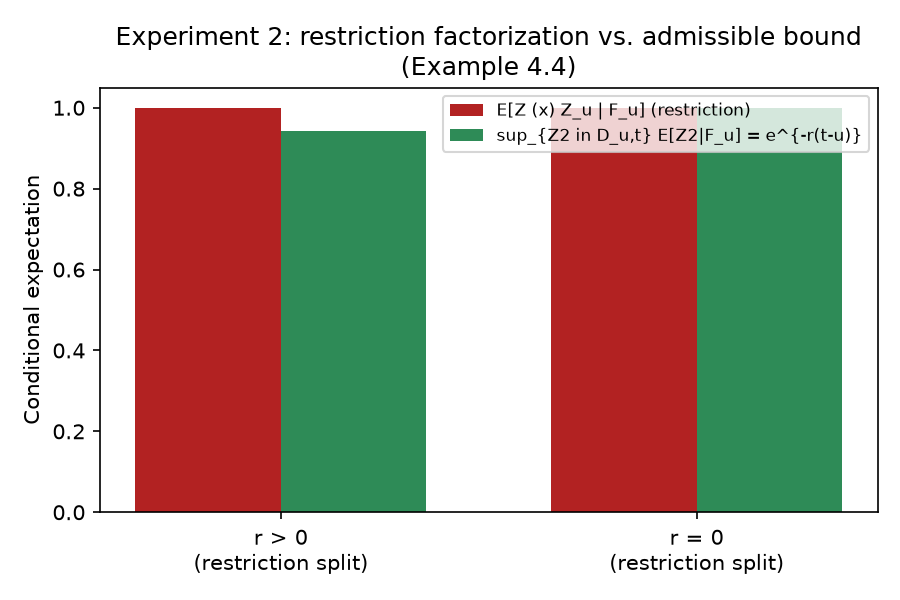 Experiment 2: restriction factorization vs. admissible bound
(Example 4.4)
E[Z (x) Z_u | F_u] (restriction)
sup_{Z2 in D_u,t} E[Z2|F_u] = e^{-r(t-u)}
Conditional expectation
1.0
0.8
0.6
0.4
0.2
0.0
r > 0
(restriction split)
r = 0
(restriction split)